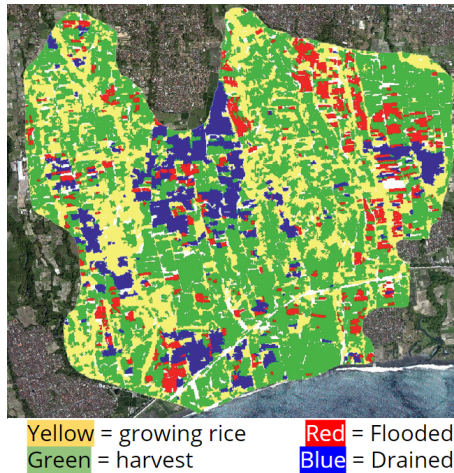 Yellow = growing rice
Red = Flooded
Green = harvest
Blue = Drained